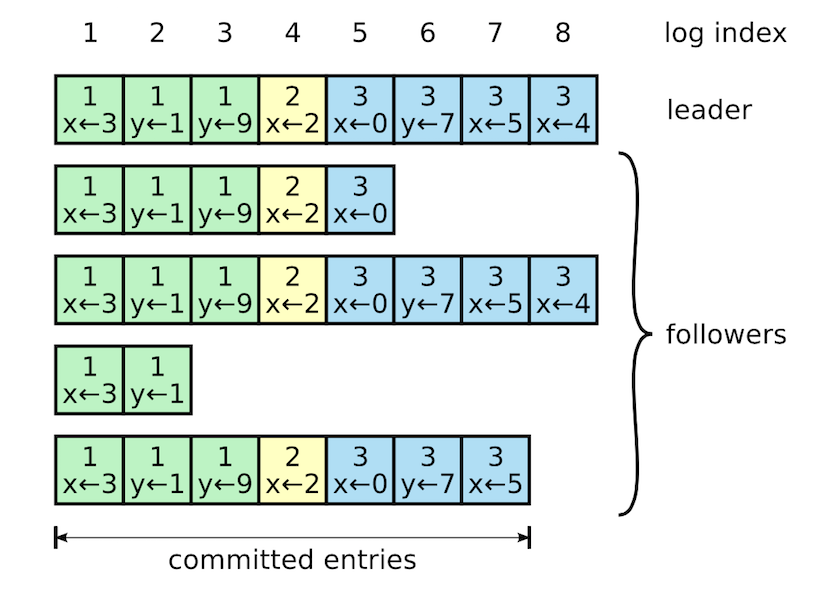 1 2 3 4 5 6 7 8 log index
1 1 1 2 3 3 3 3
x←3 y←1 y←9 x←2 x←0 y←7 x←5 x←4
leader
1 1 1 2 3
x←3 y←1 y←9 x←2 x←0
1 1 1 2 3 3 3 3
x←3 y←1 y←9 x←2 x←0 y←7 x←5 x←4
followers
1 1
x←3 y←1
1 1 1 2 3 3 3
x←3 y←1 y←9 x←2 x←0 y←7 x←5
committed entries